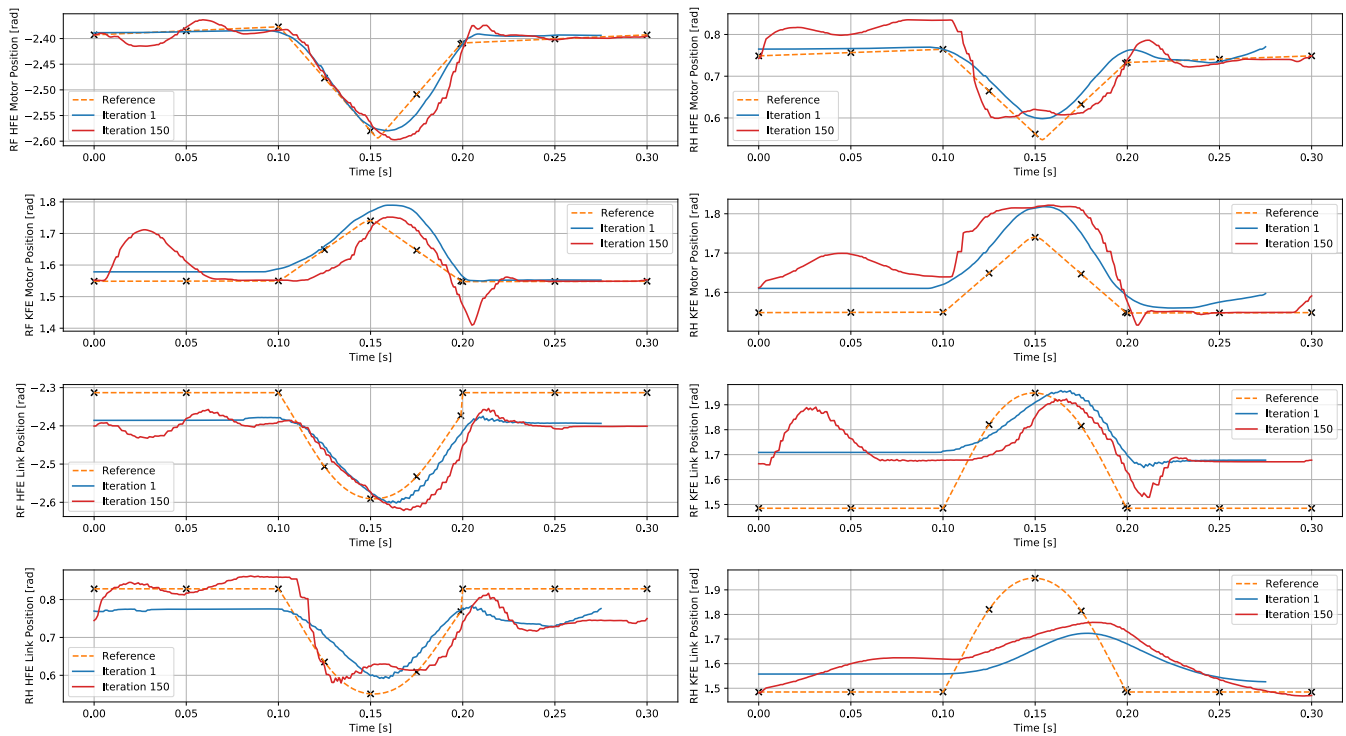 RF HFE Motor Position [rad]
−2.40
−2.45
−2.50
−2.55
−2.60
Reference
Iteration 1
Iteration 150
0.00 0.05 0.10 0.15 0.20 0.25 0.30
Time [s]
RH HFE Motor Position [rad]
0.8
0.7
0.6
Reference
Iteration 1
Iteration 150
0.00 0.05 0.10 0.15 0.20 0.25 0.30
Time [s]
RF KFE Motor Position [rad]
1.8
1.7
1.6
1.5
1.4
Reference
Iteration 1
Iteration 150
0.00 0.05 0.10 0.15 0.20 0.25 0.30
Time [s]
RH KFE Motor Position [rad]
1.8
1.7
1.6
Reference
Iteration 1
Iteration 150
0.00 0.05 0.10 0.15 0.20 0.25 0.30
Time [s]
RF HFE Link Position [rad]
−2.3
−2.4
−2.5
−2.6
Reference
Iteration 1
Iteration 150
0.00 0.05 0.10 0.15 0.20 0.25 0.30
Time [s]
RF KFE Link Position [rad]
1.9
1.8
1.7
1.6
1.5
Reference
Iteration 1
Iteration 150
0.00 0.05 0.10 0.15 0.20 0.25 0.30
Time [s]
RH HFE Link Position [rad]
0.8
0.7
0.6
Reference
Iteration 1
Iteration 150
0.00 0.05 0.10 0.15 0.20 0.25 0.30
Time [s]
RH KFE Link Position [rad]
1.9
1.8
1.7
1.6
1.5
Reference
Iteration 1
Iteration 150
0.00 0.05 0.10 0.15 0.20 0.25 0.30
Time [s]